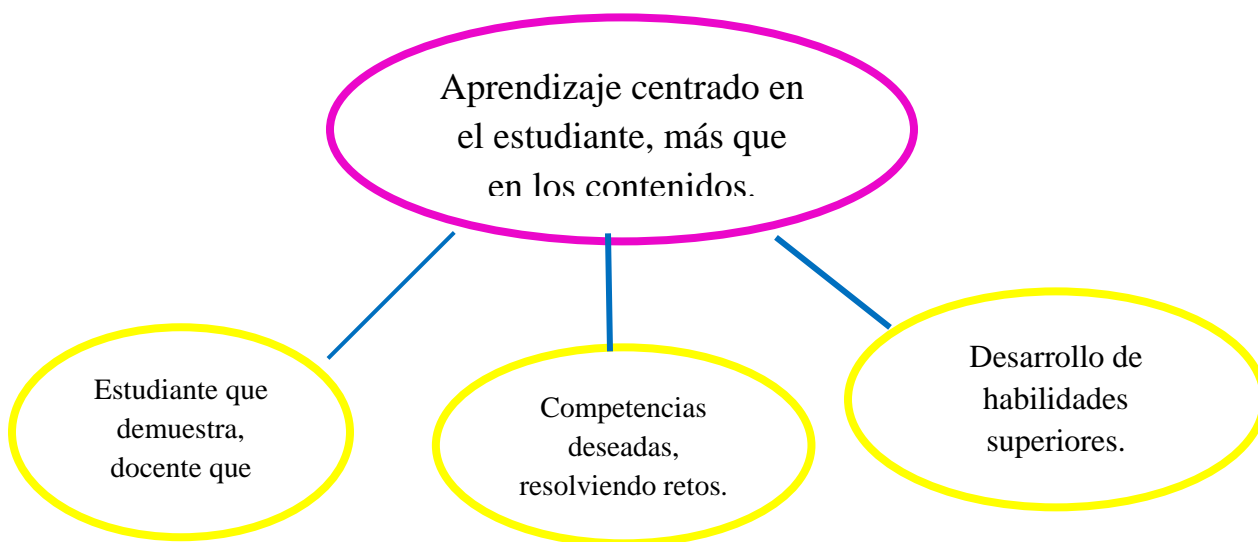 Aprendizaje centrado en
el estudiante, más que
en los contenidos.
Estudiante que
demuestra,
docente que
Competencias
deseadas,
resolviendo retos.
Desarrollo de
habilidades
superiores.